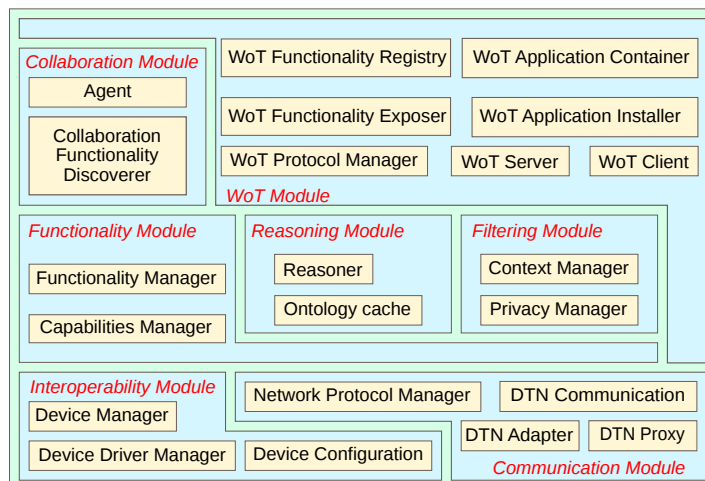 Collaboration Module
Agent
Collaboration
Functionality
Discoverer
WoT Functionality Registry
WoT Application Container
WoT Functionality Exposer
WoT Application Installer
WoT Protocol Manager
WoT Server
WoT Client
WoT Module
Functionality Module
Functionality Manager
Capabilities Manager
Reasoning Module
Reasoner
Ontology cache
Filtering Module
Context Manager
Privacy Manager
Interoperability Module
Device Manager
Device Driver Manager
Device Configuration
Network Protocol Manager
DTN Communication
DTN Adapter
DTN Proxy
Communication Module